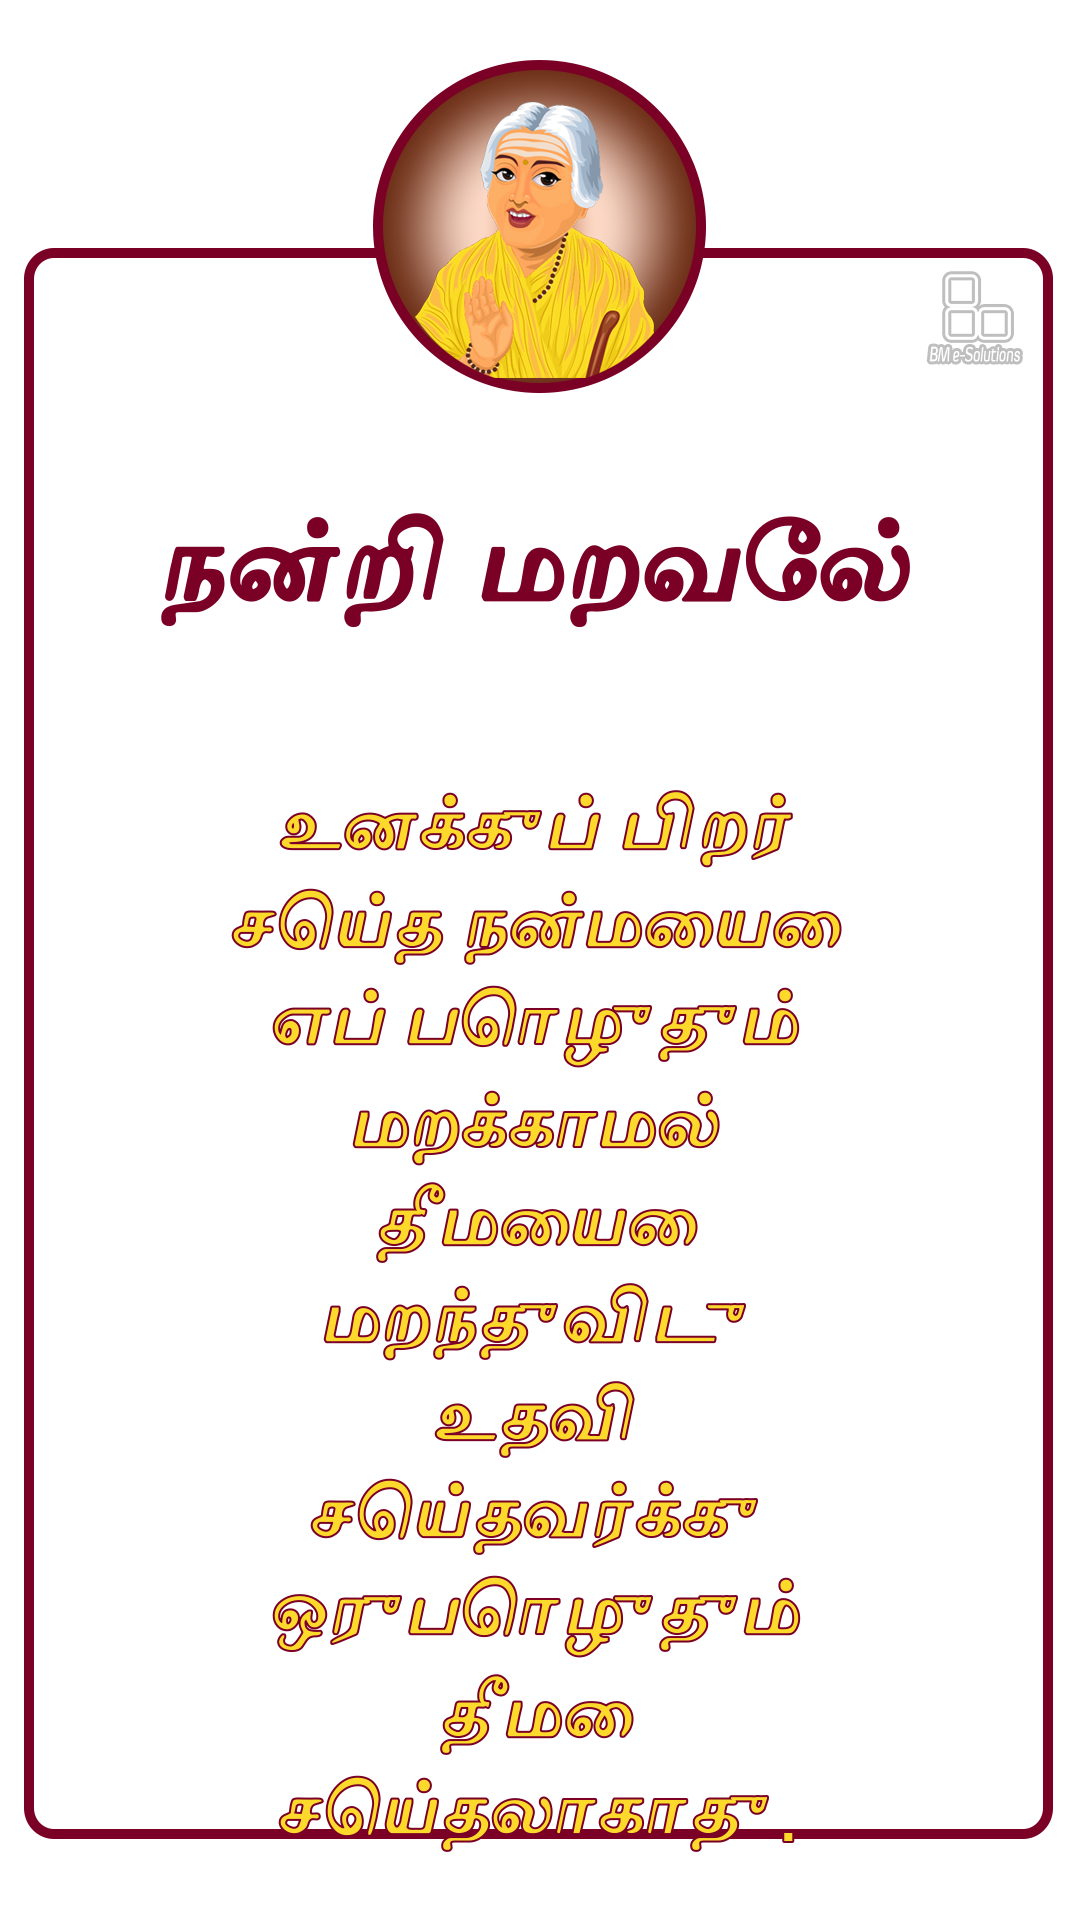 நன்றி மறவேல்
உனக்குப் பிறர்
செய்த நன்மையை
எப் பொழுதும்
மறக்காமல்
தீமையை
மறந்துவிடு
உதவி
செய்தவர்க்கு
ஒருபொழுதும்
தீமை
செய்தலாகாது .
BM e-Solutions